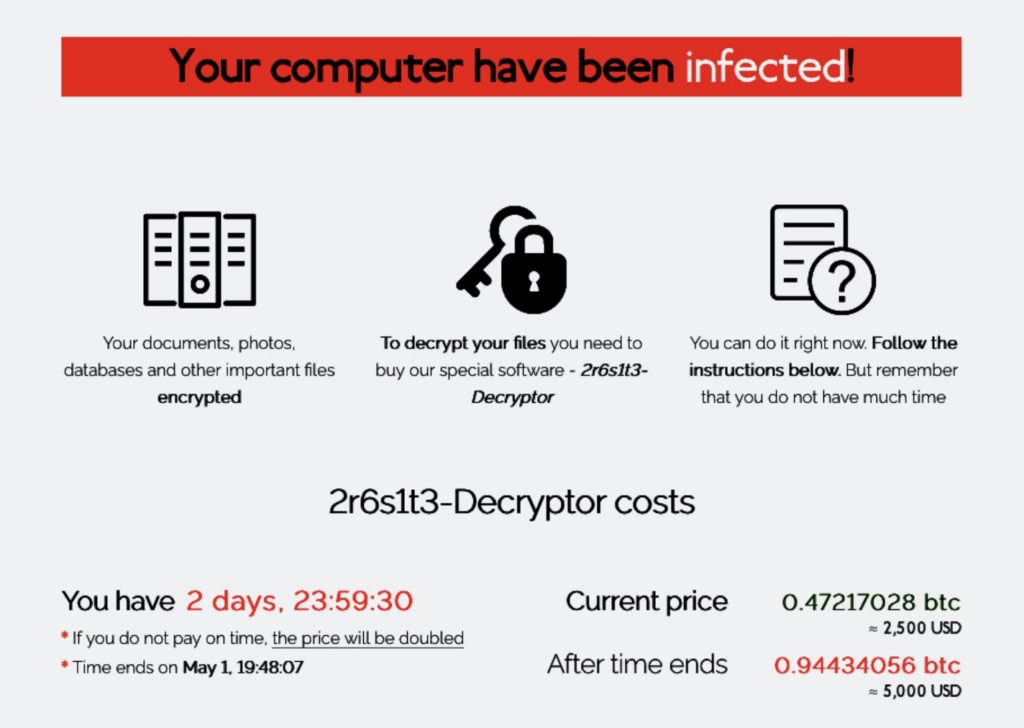 Your computer have been infected!
Your documents, photos,
databases and other important files
encrypted
To decrypt your files you need to
buy our special software - 2r6s1t3-
Decryptor
You can do it right now. Follow the
instructions below. But remember
that you do not have much time
2r6s1t3-Decryptor costs
You have 2 days, 23:59:30
* If you do not pay on time, the price will be doubled
* Time ends on May 1, 19:48:07
Current price 0.47217028 btc
≈ 2,500 USD
After time ends 0.94434056 btc
≈ 5,000 USD